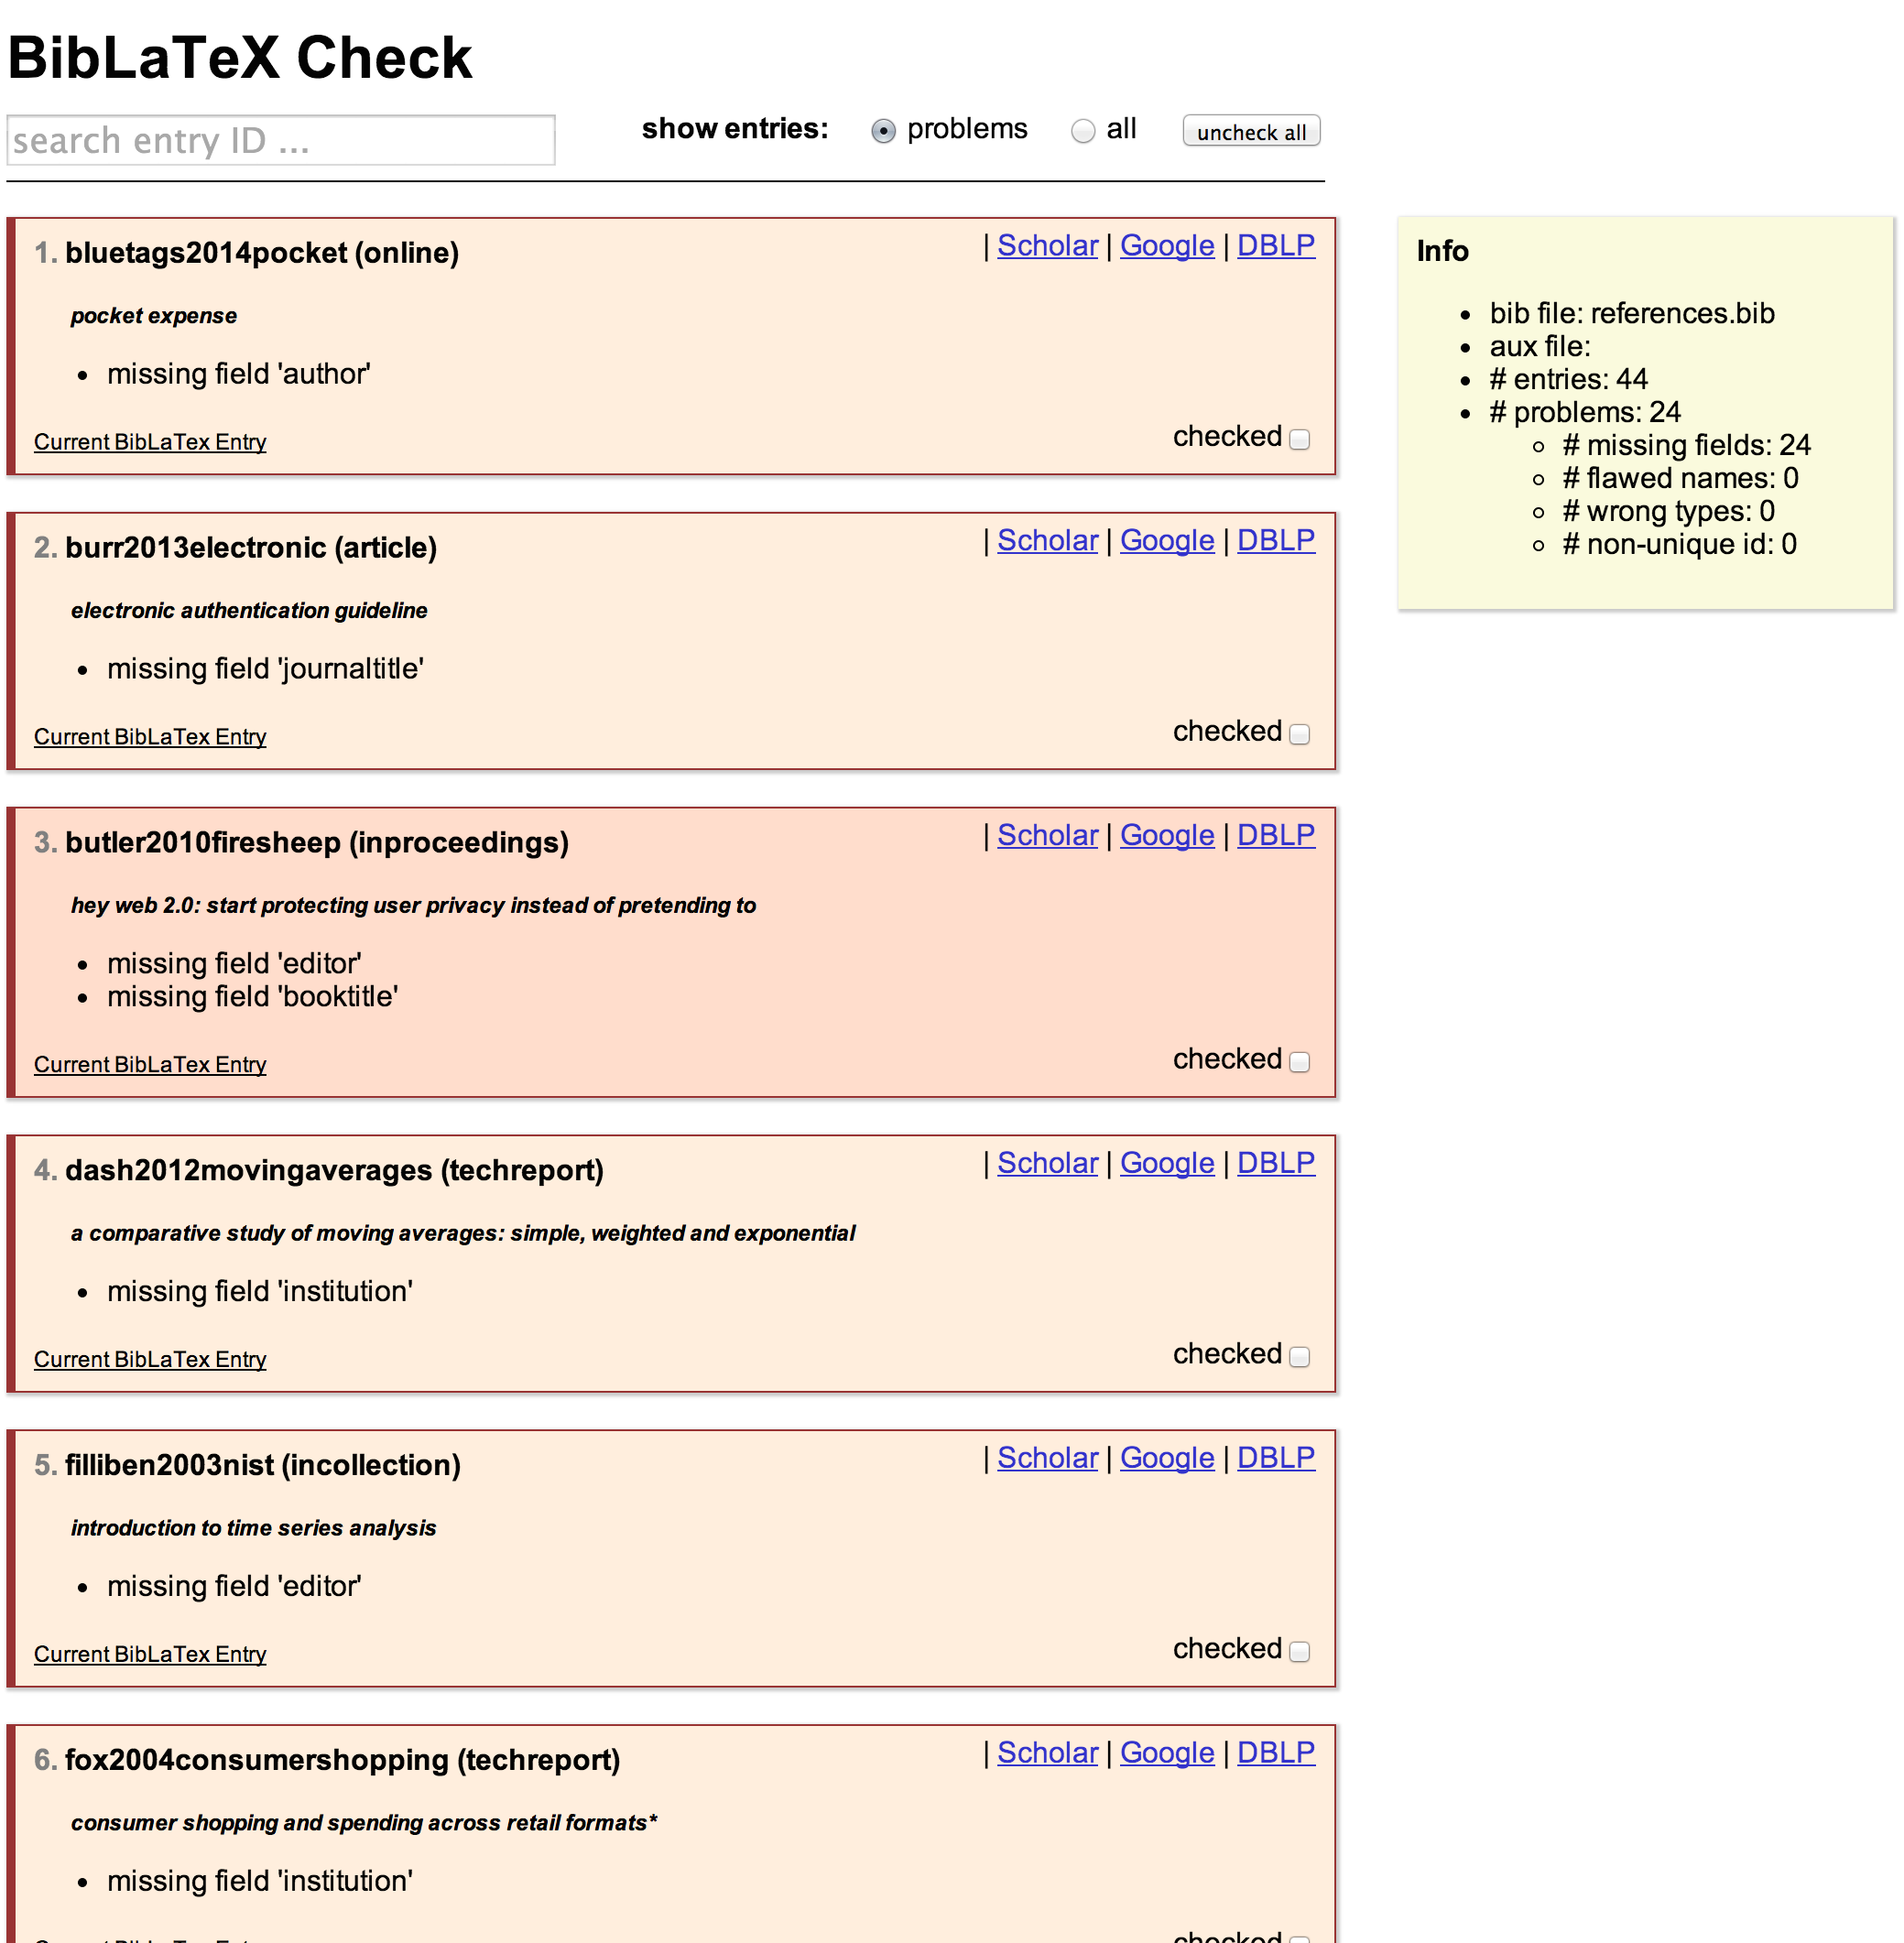 BibLaTeX Check
search entry ID ...
show entries: problems all uncheck all
1. bluetags2014pocket (online) | Scholar | Google | DBLP
pocket expense
missing field 'author'
Current BibLaTex Entry checked
2. burr2013electronic (article) | Scholar | Google | DBLP
electronic authentication guideline
missing field 'journaltitle'
Current BibLaTex Entry checked
3. butler2010firesheep (inproceedings) | Scholar | Google | DBLP
hey web 2.0: start protecting user privacy instead of pretending to
missing field 'editor'
missing field 'booktitle'
Current BibLaTex Entry checked
4. dash2012movingaverages (techreport) | Scholar | Google | DBLP
a comparative study of moving averages: simple, weighted and exponential
missing field 'institution'
Current BibLaTex Entry checked
5. filliben2003nist (incollection) | Scholar | Google | DBLP
introduction to time series analysis
missing field 'editor'
Current BibLaTex Entry checked
6. fox2004consumershopping (techreport) | Scholar | Google | DBLP
consumer shopping and spending across retail formats*
missing field 'institution'
Current BibLaTex Entry checked
Info
bib file: references.bib
aux file:
# entries: 44
# problems: 24
# missing fields: 24
# flawed names: 0
# wrong types: 0
# non-unique id: 0